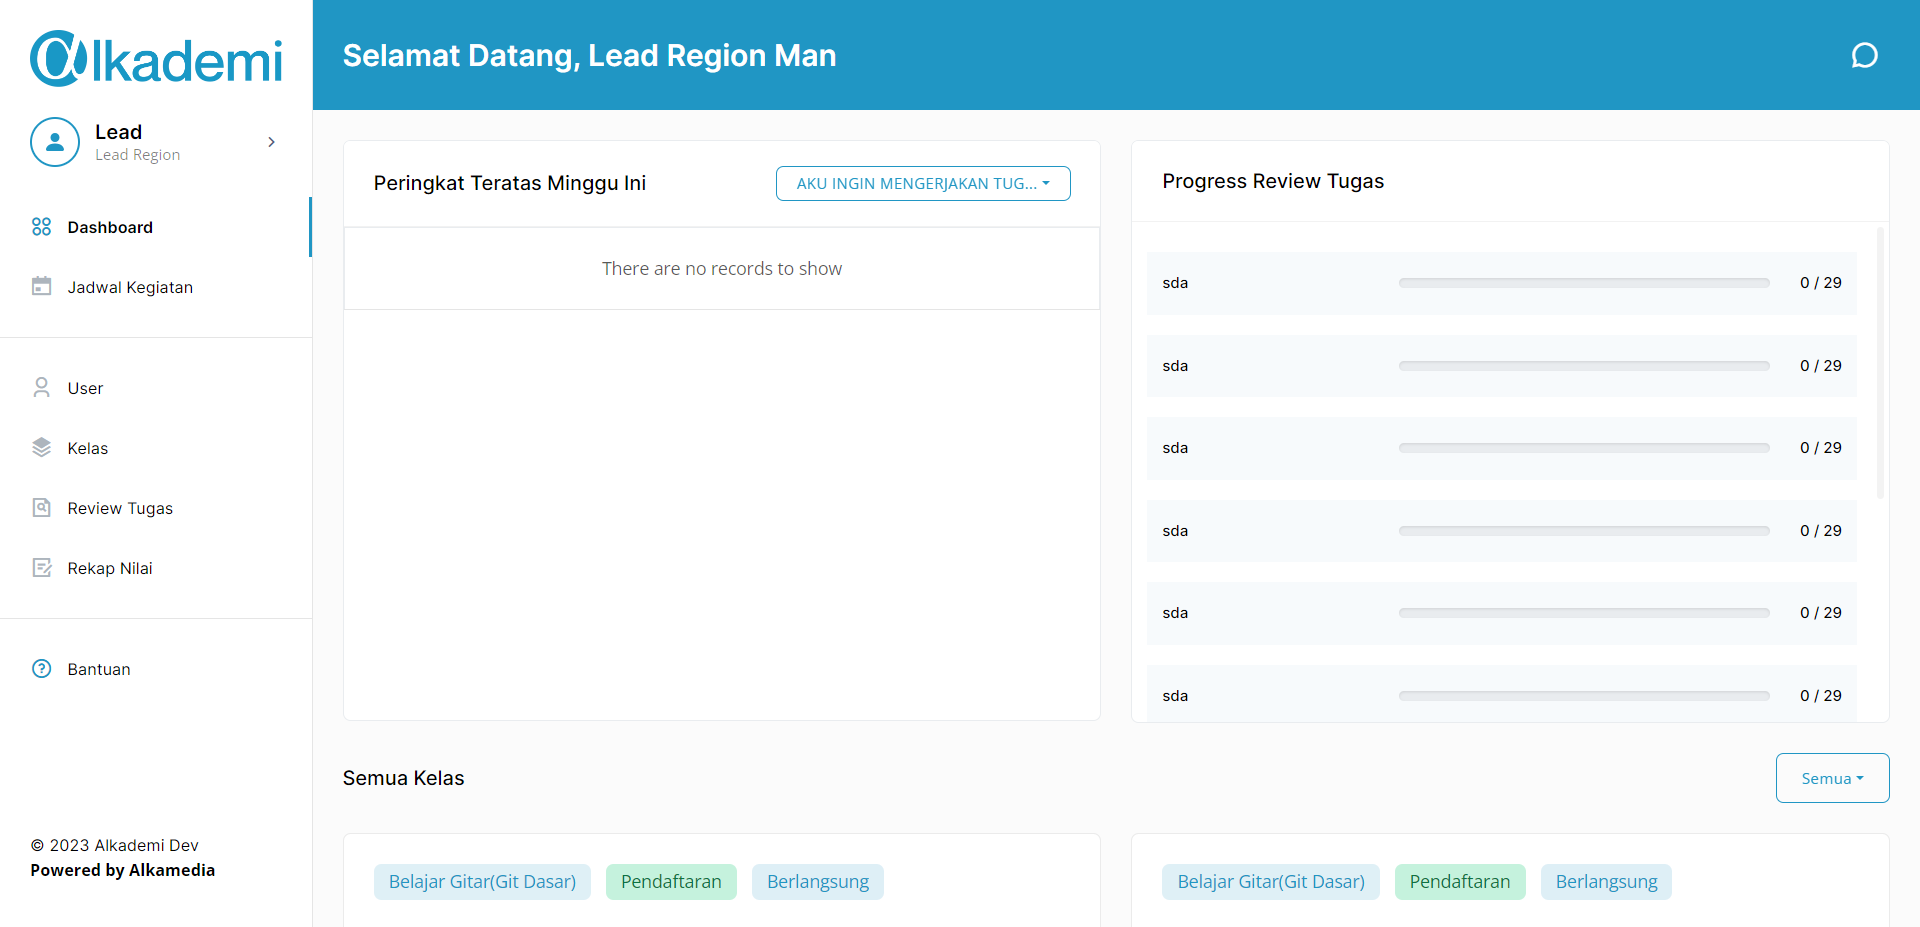 @lkademi
Lead
Lead Region
Dashboard
Jadwal Kegiatan
User
Kelas
Review Tugas
Rekap Nilai
Bantuan
© 2023 Alkademi Dev
Powered by Alkamedia
Selamat Datang, Lead Region Man
Peringkat Teratas Minggu Ini
AKU INGIN MENGERJAKAN TUG...
There are no records to show
Progress Review Tugas
sda 0 / 29
sda 0 / 29
sda 0 / 29
sda 0 / 29
sda 0 / 29
sda 0 / 29
Semua Kelas
Semua
Belajar Gitar(Git Dasar) Pendaftaran Berlangsung
Belajar Gitar(Git Dasar) Pendaftaran Berlangsung